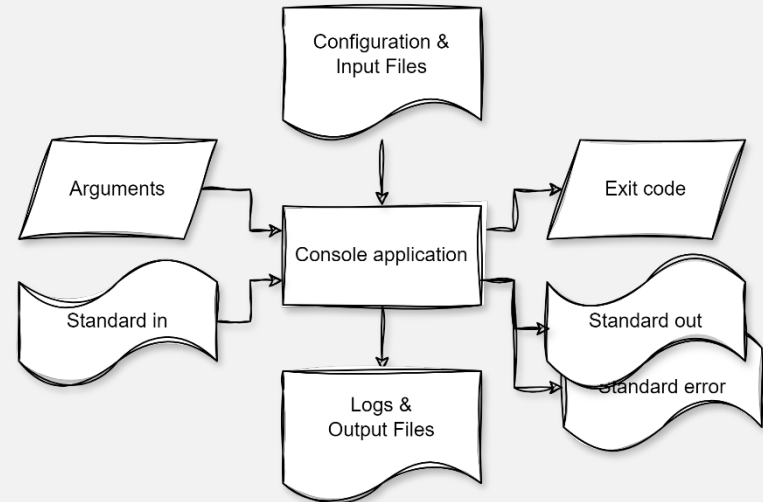 Configuration &
Input Files
Arguments
Exit code
Console application
Standard in
Standard out
Standard error
Logs &
Output Files